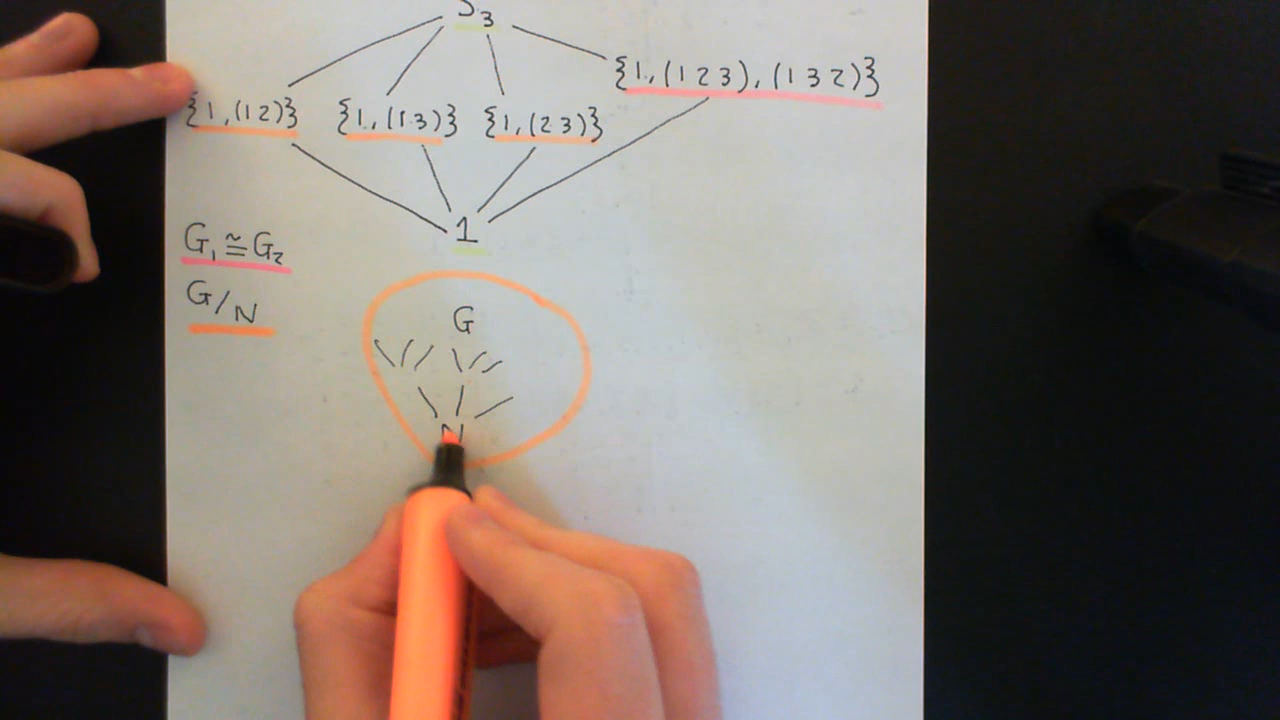 S₃
{1,(1 2)} {1,(1 3)} {1,(2 3)} {1,(1 2 3),(1 3 2)}
1
G₁≅G₂
G/N
G
N